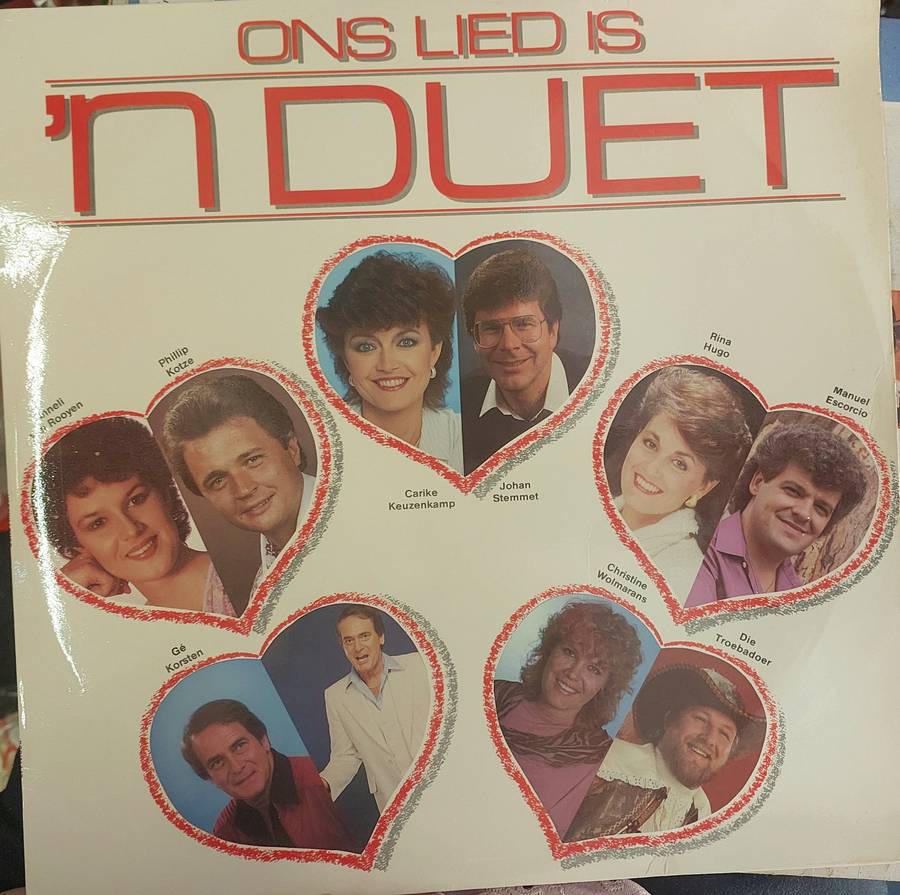 ONS LIED IS
'n DUET
Carike
Keuzenkamp
Johan
Stemmet
Phillip
Kotze
Rooyen
Rina
Hugo
Manuel
Escorcio
Gé
Korsten
Christine
Wolmarans
Die
Troebadoer